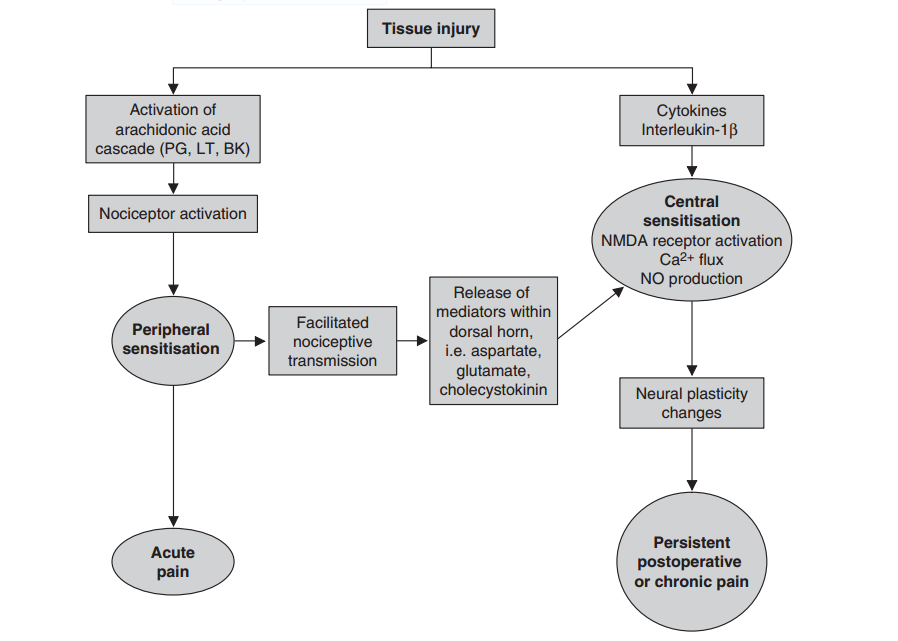 Tissue injury
Activation of
arachidonic acid
cascade (PG, LT, BK)
Nociceptor activation
Peripheral
sensitisation
Facilitated
nociceptive
transmission
Release of
mediators within
dorsal horn,
i.e. aspartate,
glutamate,
cholecystokinin
Cytokines
Interleukin-1β
Central
sensitisation
NMDA receptor activation
Ca²⁺ flux
NO production
Neural plasticity
changes
Acute
pain
Persistent
postoperative
or chronic pain